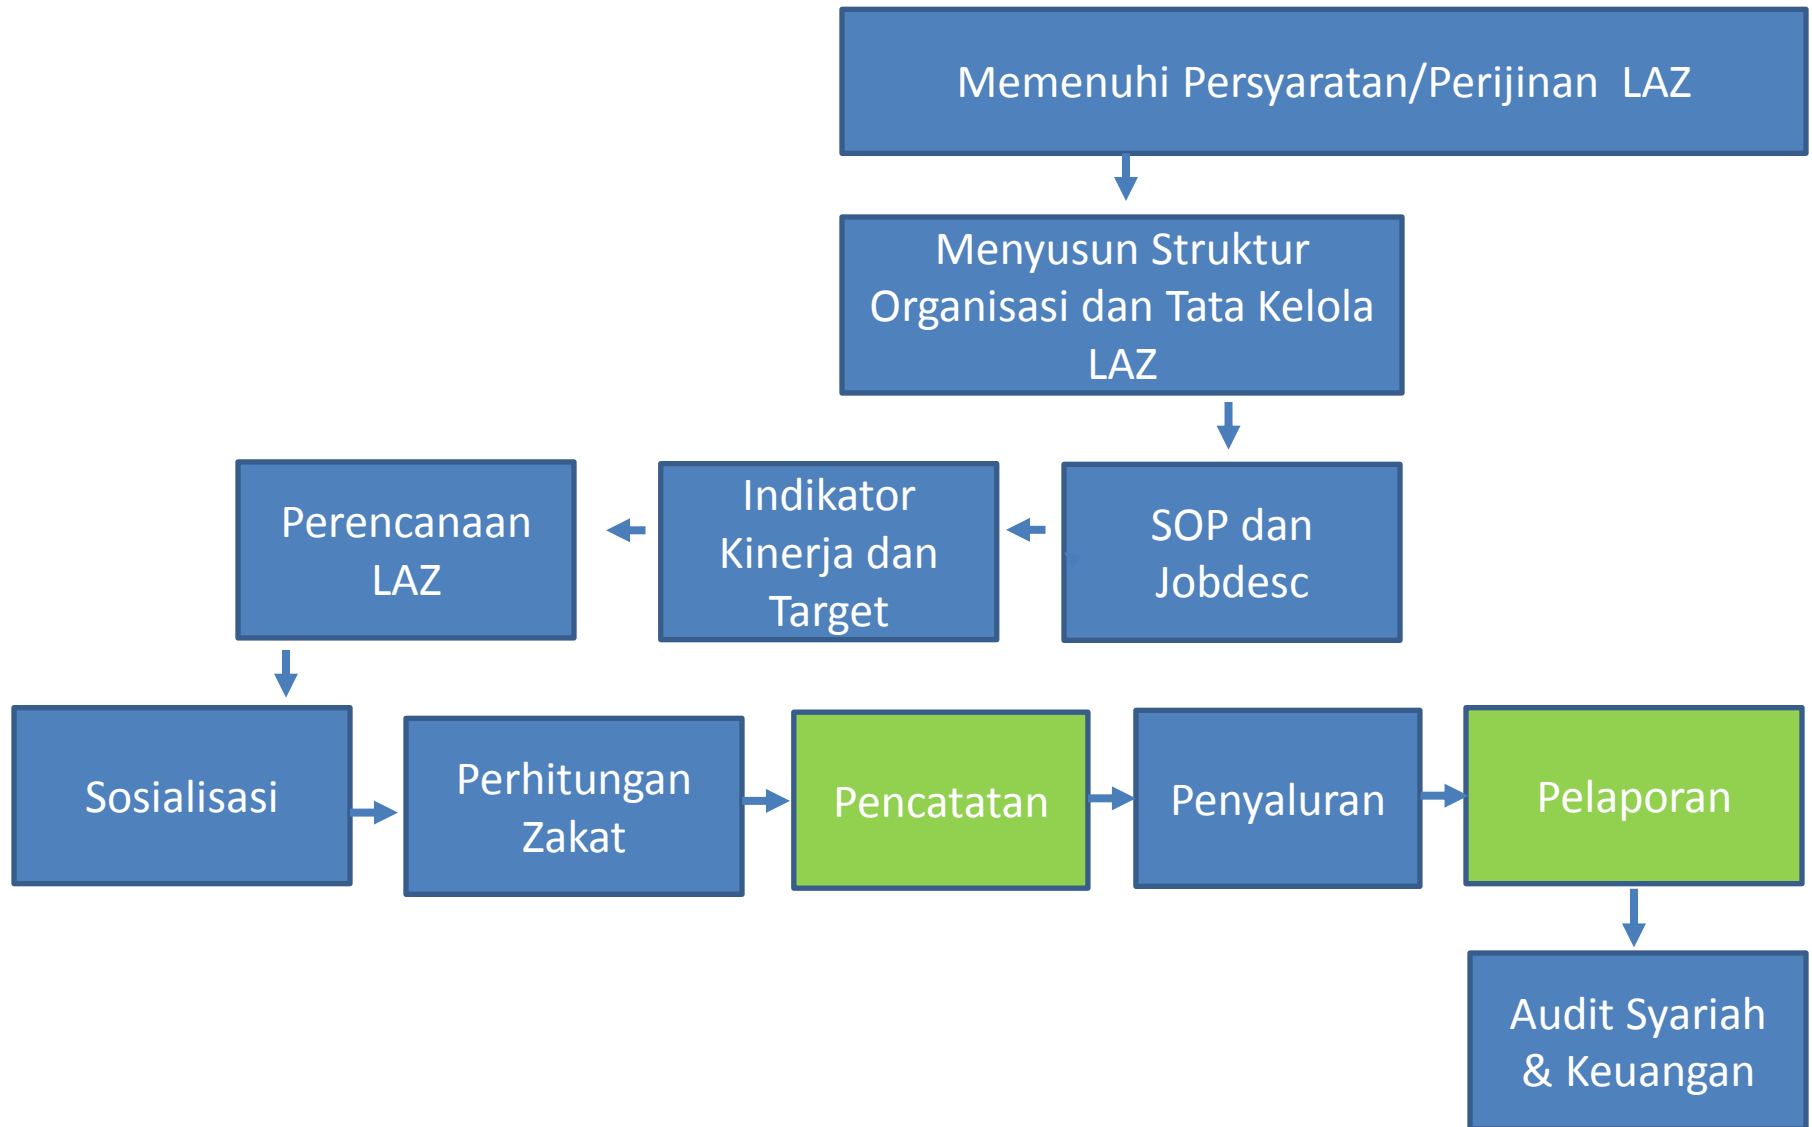 Memenuhi Persyaratan/Perijinan LAZ
Menyusun Struktur
Organisasi dan Tata Kelola
LAZ
SOP dan
Jobdesc
Indikator
Kinerja dan
Target
Perencanaan
LAZ
Sosialisasi
Perhitungan
Zakat
Pencatatan
Penyaluran
Pelaporan
Audit Syariah
& Keuangan